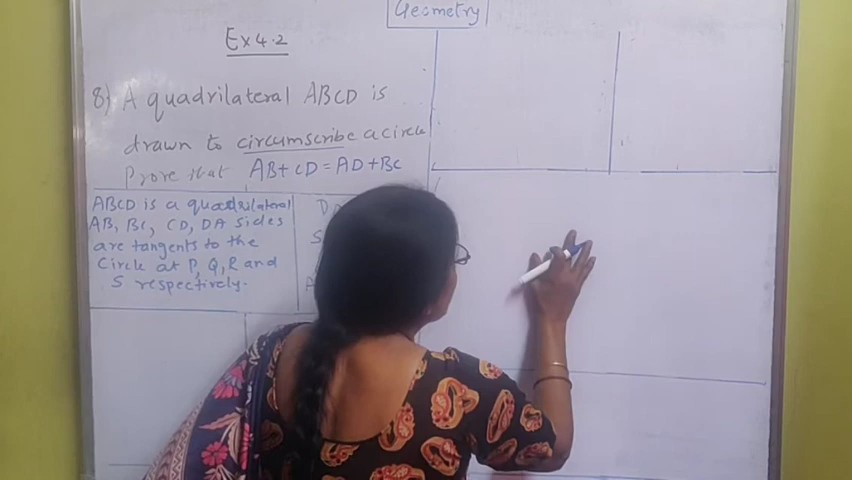 Geometry
Ex 4.2
8) A quadrilateral ABCD is
drawn to circumscribe a circle
Prove that AB+CD=AD+BC
ABCD is a quadrilateral
AB, BC, CD, DA sides
are tangents to the
Circle at P, Q, R and
S respectively.